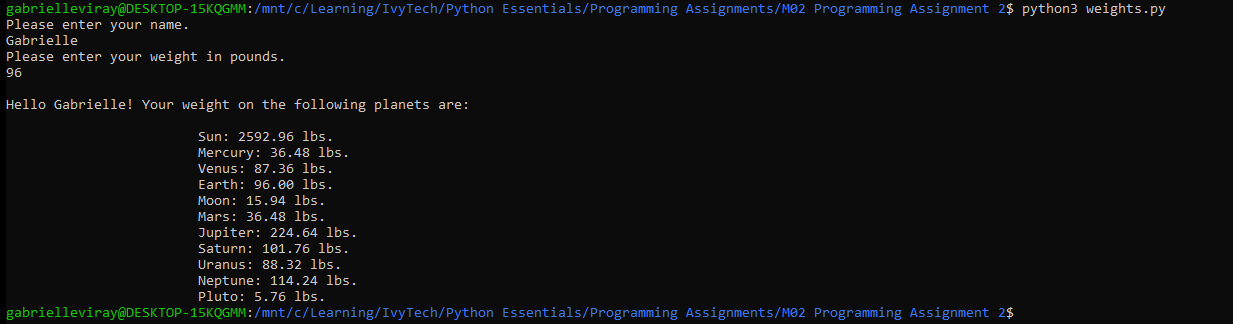 gabrielleviray@DESKTOP-15KQGMM:/mnt/c/Learning/IvyTech/Python Essentials/Programming Assignments/M02 Programming Assignment 2$ python3 weights.py
Please enter your name.
Gabrielle
Please enter your weight in pounds.
96
Hello Gabrielle! Your weight on the following planets are:
Sun: 2592.96 lbs.
Mercury: 36.48 lbs.
Venus: 87.36 lbs.
Earth: 96.00 lbs.
Moon: 15.94 lbs.
Mars: 36.48 lbs.
Jupiter: 224.64 lbs.
Saturn: 101.76 lbs.
Uranus: 88.32 lbs.
Neptune: 114.24 lbs.
Pluto: 5.76 lbs.
gabrielleviray@DESKTOP-15KQGMM:/mnt/c/Learning/IvyTech/Python Essentials/Programming Assignments/M02 Programming Assignment 2$